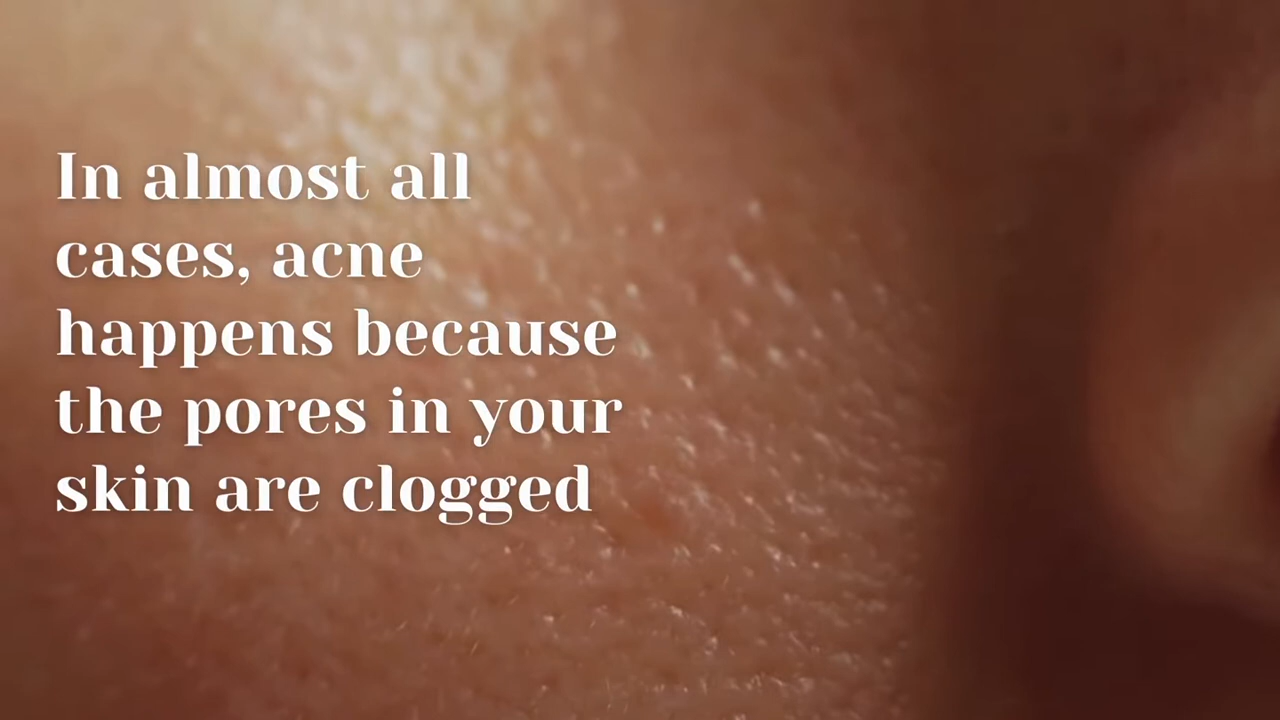 In almost all
cases, acne
happens because
the pores in your
skin are clogged